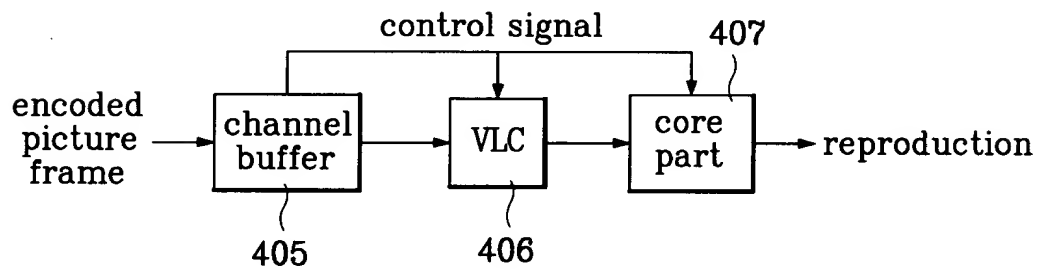 control signal
407
encoded
picture
frame
channel
buffer
VLC
core
part
reproduction
405
406